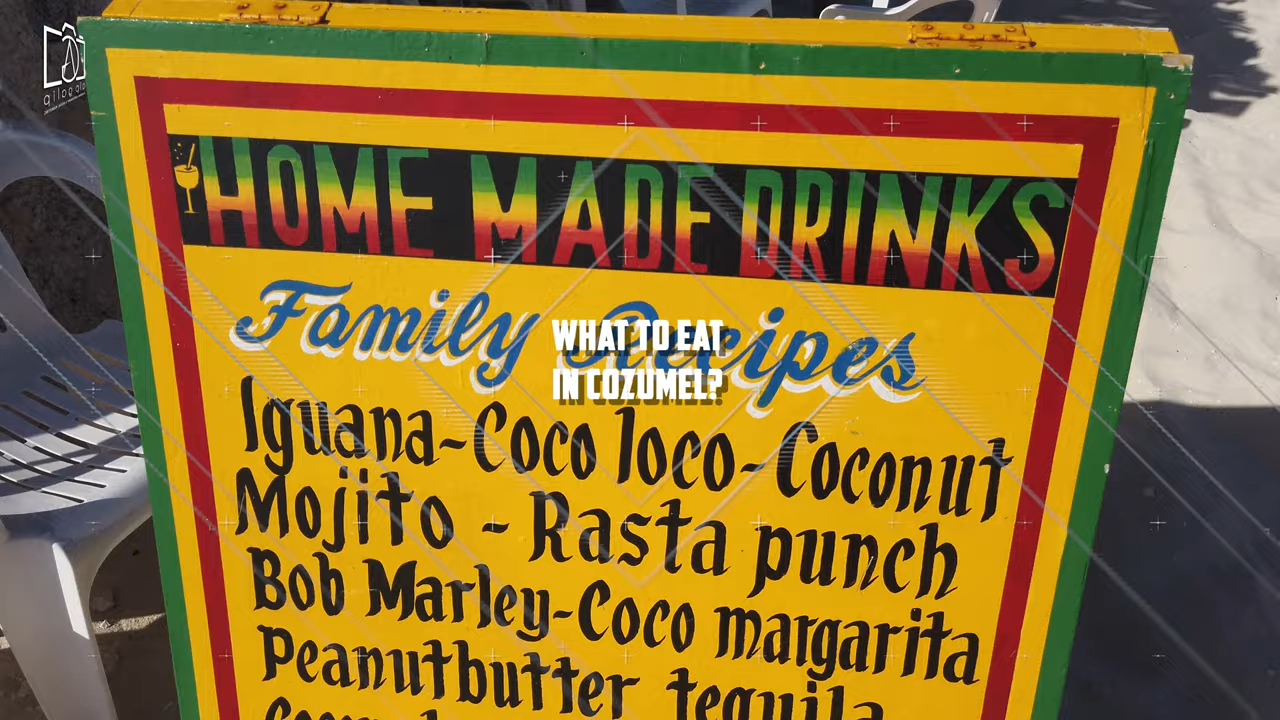 HOME MADE DRINKS
Family Recipes
WHAT TO EAT
IN COZUMEL?
Iguana-Coco loco-Coconut
Mojito - Rasta punch
Bob Marley-Coco margarita
Peanutbutter tequila